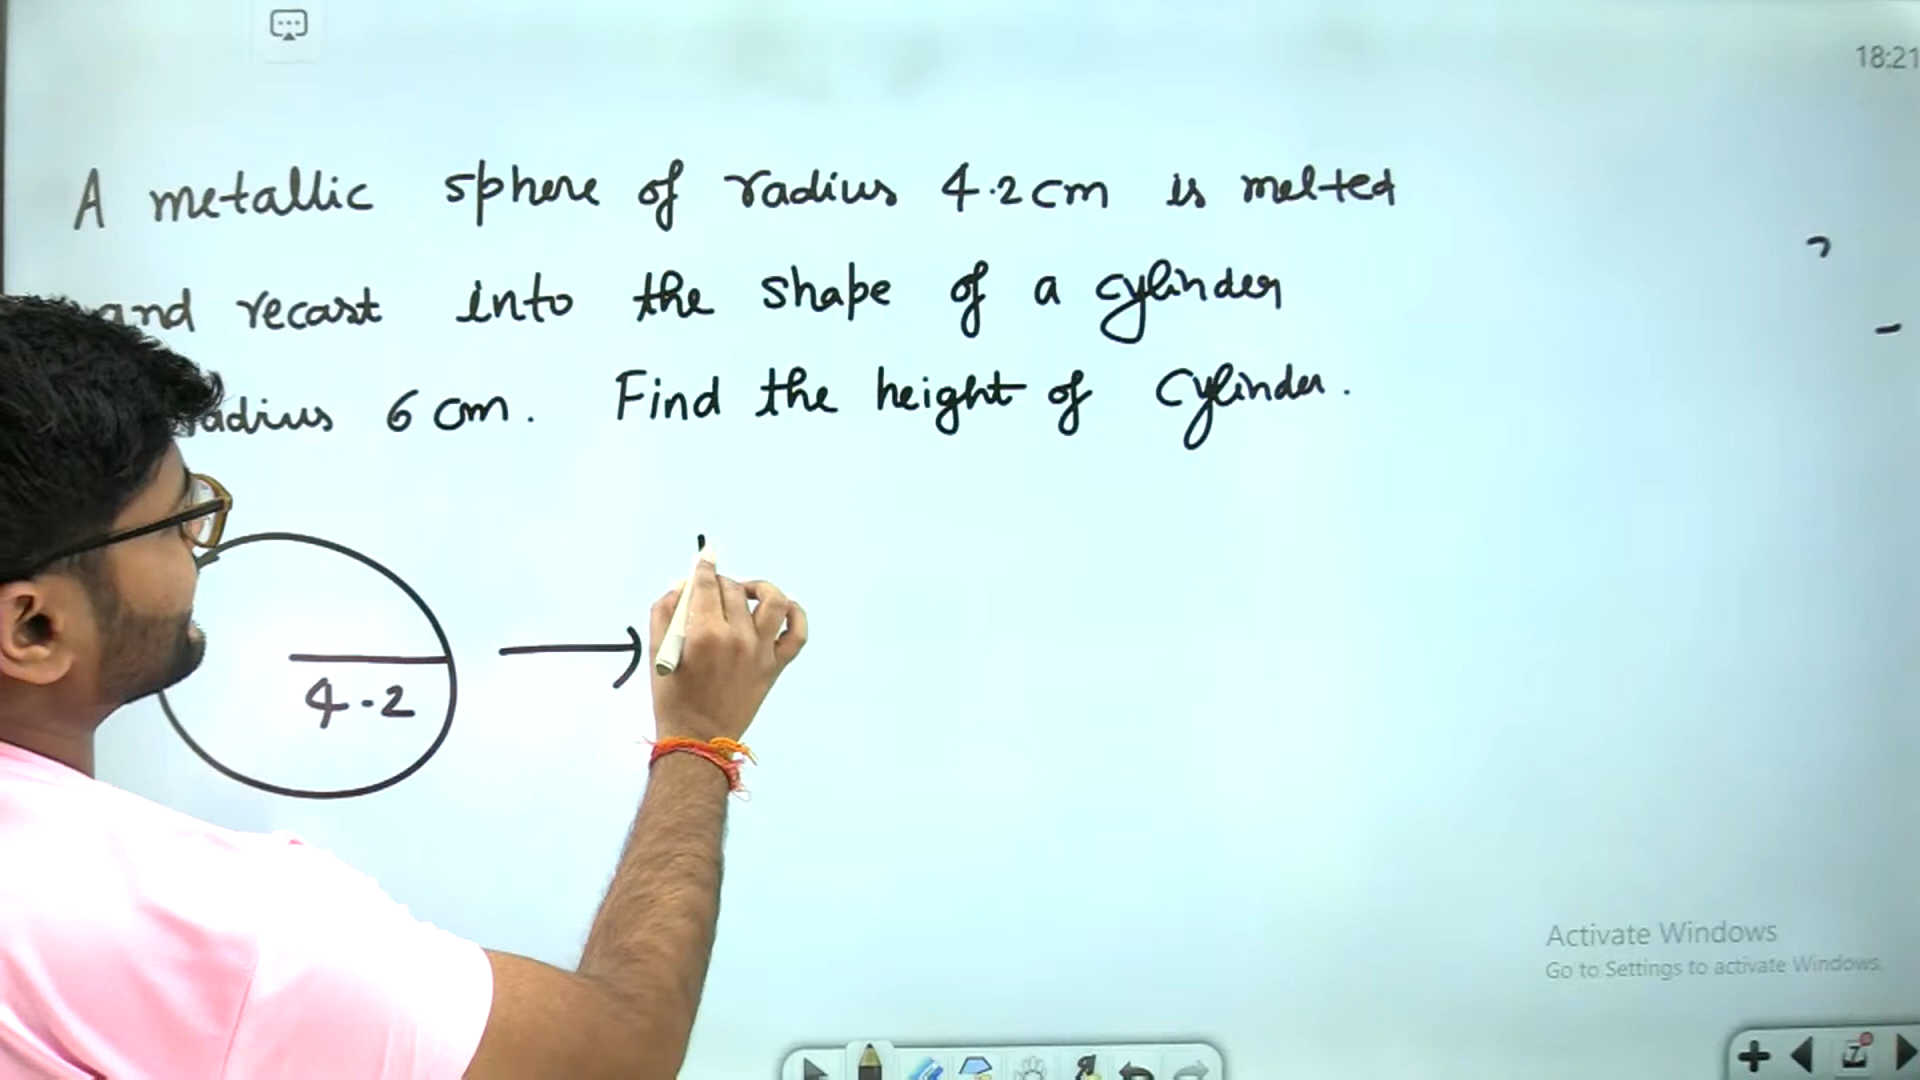 18:21
A metallic sphere of radius 4.2cm is melted
and recast into the shape of a cylinder
adius 6 cm. Find the height of Cylinder.
4.2
Activate Windows
Go to Settings to activate Windows.
7